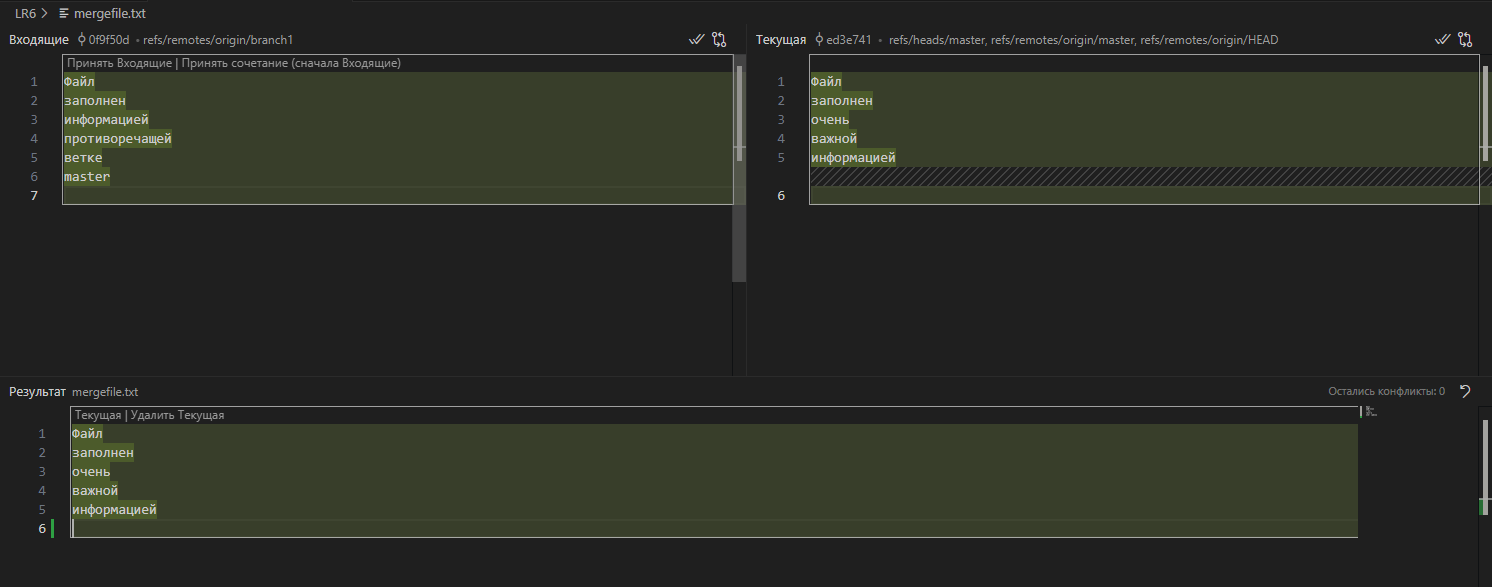 LR6 > mergefile.txt
Входящие 0f9f50d • refs/remotes/origin/branch1
Принять Входящие | Принять сочетание (сначала Входящие)
1 Файл
2 заполнен
3 информацией
4 противоречащей
5 ветке
6 master
7
Текущая ed3e741 • refs/heads/master, refs/remotes/origin/master, refs/remotes/origin/HEAD
1 Файл
2 заполнен
3 очень
4 важной
5 информацией
6
Результат mergefile.txt
Остались конфликты: 0
Текущая | Удалить Текущая
1 Файл
2 заполнен
3 очень
4 важной
5 информацией
6